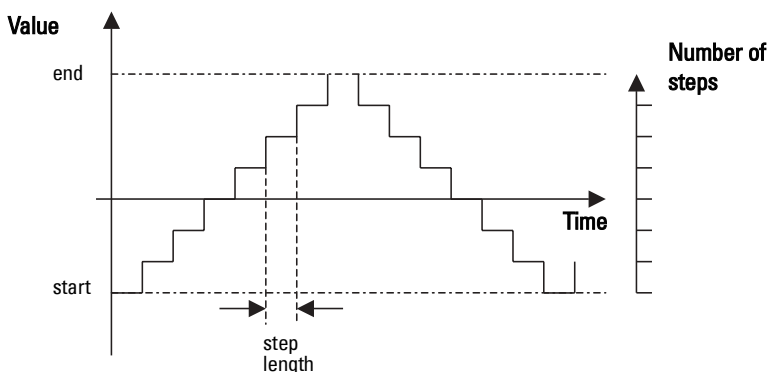 Value
end
Number of
steps
Time
start
step
length